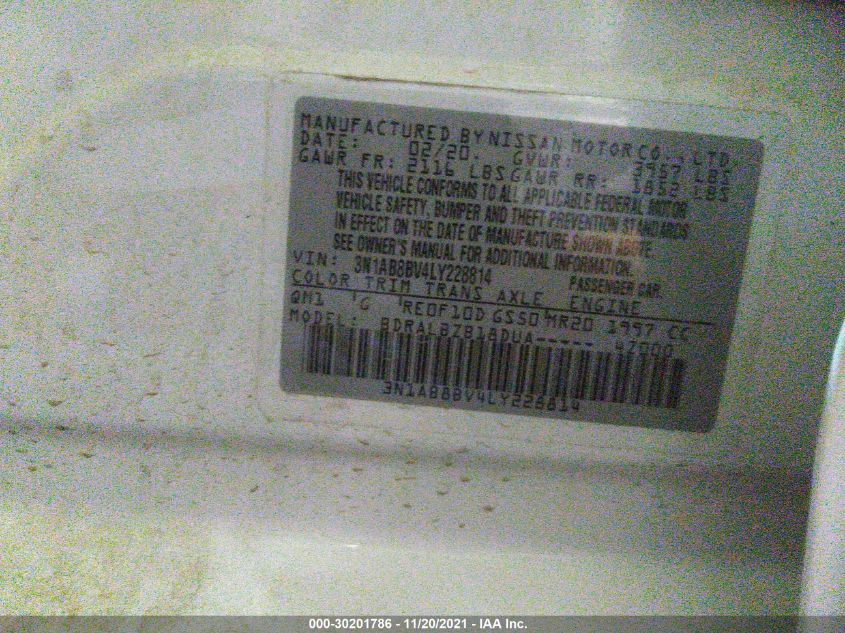 MANUFACTURED BY NISSAN MOTOR CO., LTD.
DATE: 02/20. GVWR: 3957 LBS
GAWR FR: 2116 LBS GAWR RR: 1852 LBS
THIS VEHICLE CONFORMS TO ALL APPLICABLE FEDERAL MOTOR
VEHICLE SAFETY, BUMPER AND THEFT PREVENTION STANDARDS
IN EFFECT ON THE DATE OF MANUFACTURE SHOWN ABOVE.
SEE OWNER'S MANUAL FOR ADDITIONAL INFORMATION.
VIN: 3N1AB8BV4LY228814 PASSENGER CAR.
COLOR TRIM TRANS AXLE ENGINE
QM1 G RE0F10D GS50 MR20 1997 CC
MODEL: BDRALBZB18DUA----- 4Z000
3N1AB8BV4LY228814
000-30201786 - 11/20/2021 - IAA Inc.